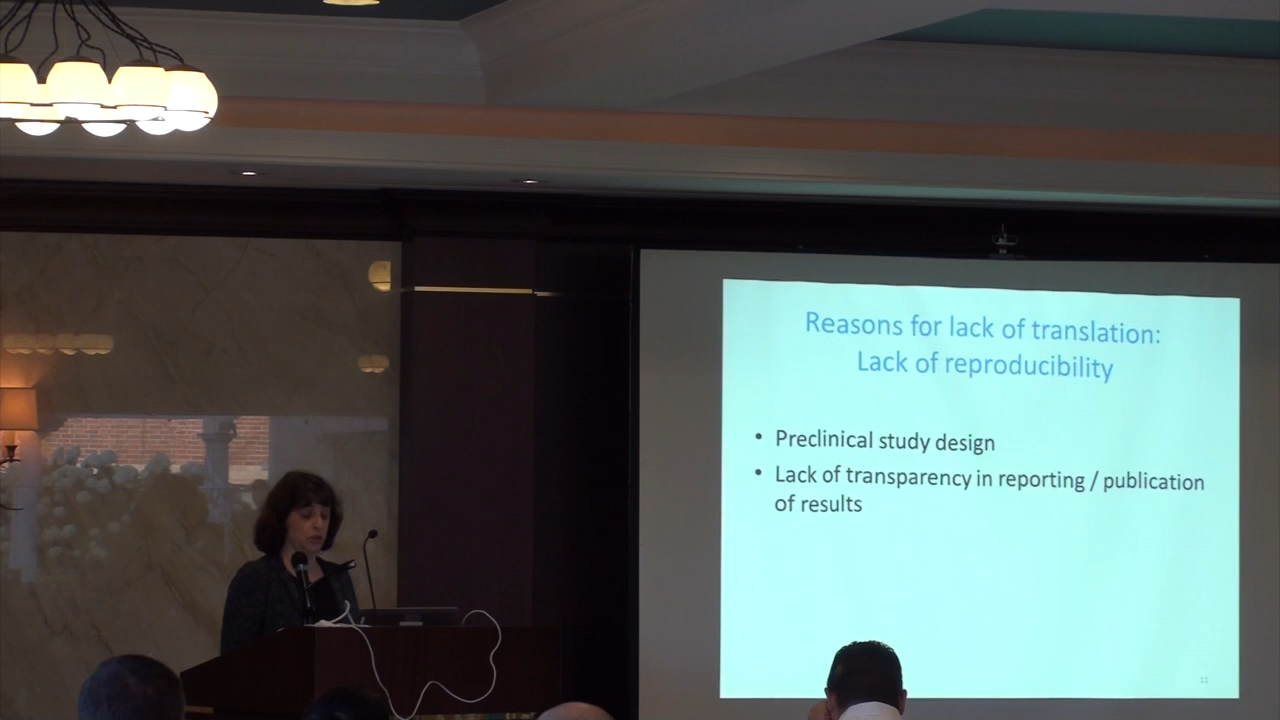 Reasons for lack of translation:
Lack of reproducibility
• Preclinical study design
• Lack of transparency in reporting / publication
of results
11